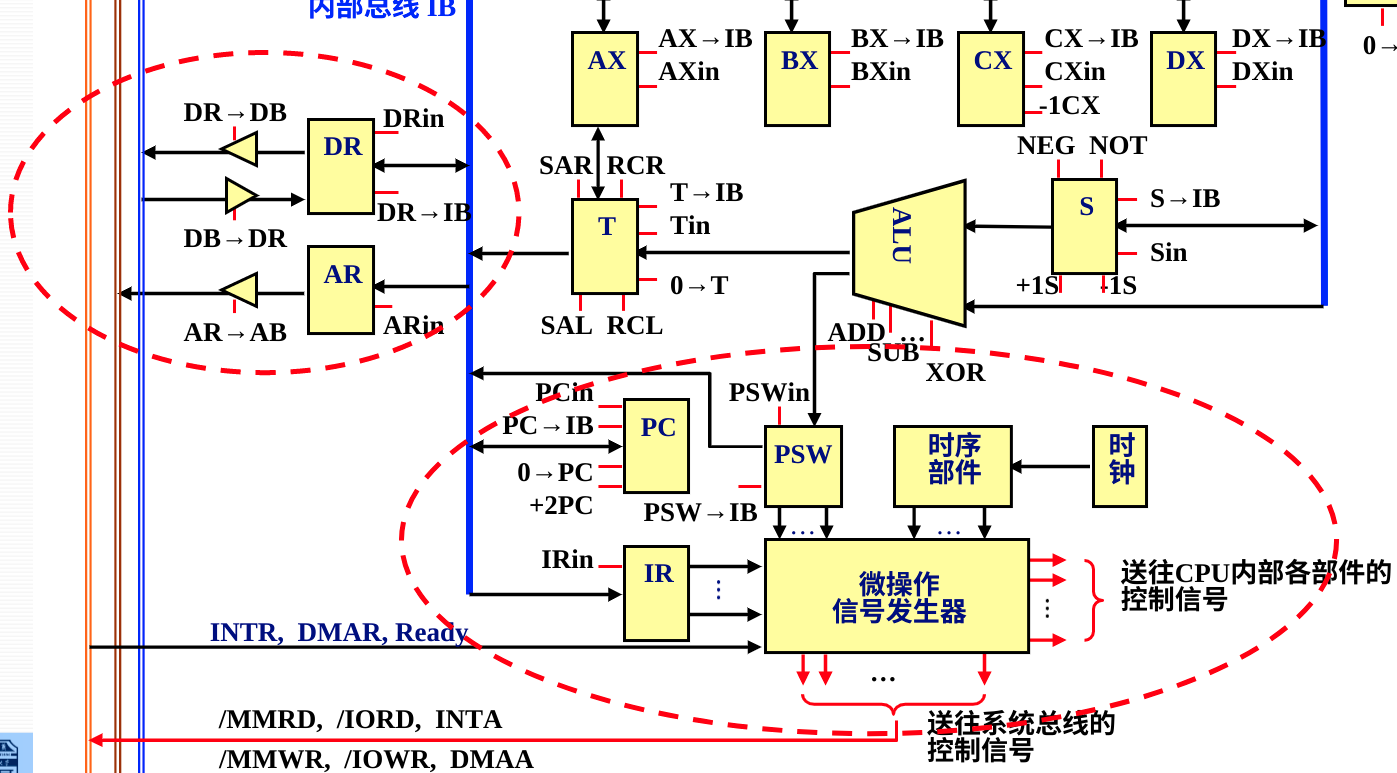 内部总线 IB
AX
AX→IB
AXin
BX
BX→IB
BXin
CX
CX→IB
CXin
-1CX
DX
DX→IB
DXin
0→
DR→DB
DRin
DR
DR→IB
DB→DR
AR
AR→AB
ARin
SAR RCR
T
T→IB
Tin
0→T
SAL RCL
ALU
ADD
SUB
...
XOR
NEG NOT
S
S→IB
Sin
+1S
-1S
PCin
PC→IB
0→PC
+2PC
PC
PSWin
PSW
PSW→IB
时序
部件
时
钟
...
...
IRin
IR
...
微操作
信号发生器
...
送往CPU内部各部件的
控制信号
INTR, DMAR, Ready
...
/MMRD, /IORD, INTA
/MMWR, /IOWR, DMAA
送往系统总线的
控制信号